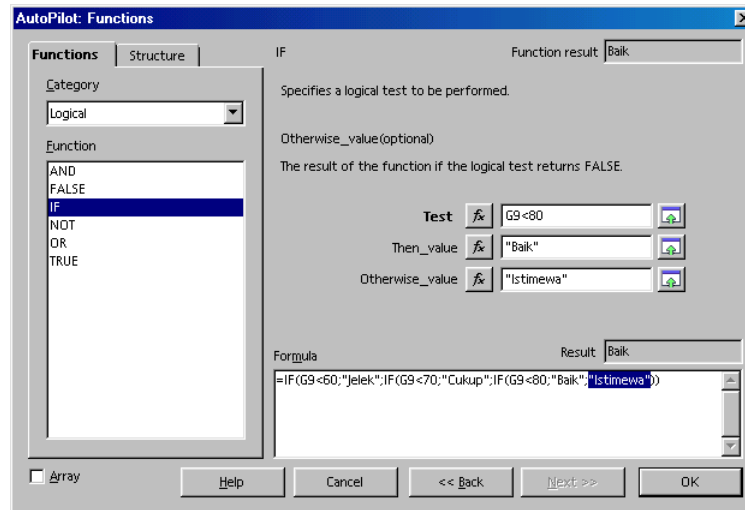 AutoPilot: Functions
Functions
Structure
Category
Logical
Function
AND
FALSE
IF
NOT
OR
TRUE
Array
IF
Function result
Baik
Specifies a logical test to be performed.
Otherwise_value(optional)
The result of the function if the logical test returns FALSE.
Test
fx
G9<80
Then_value
fx
"Baik"
Otherwise_value
fx
"Istimewa"
Formula
Result
Baik
=IF(G9<60;"Jelek";IF(G9<70;"Cukup";IF(G9<80;"Baik";"Istimewa"))
Help
Cancel
<< Back
Next >>
OK